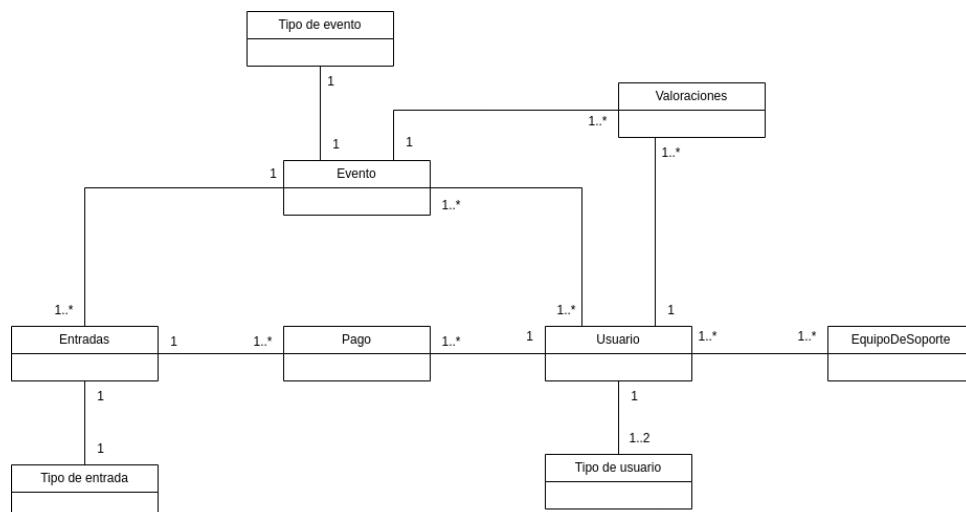 Tipo de evento
1
Valoraciones
1..*
1
1
1..*
1
Evento
1..*
1..*
1..*
1
Entradas
1
1..*
Pago
1..*
1
Usuario
1..*
1..*
EquipoDeSoporte
1
1
1..2
1
Tipo de entrada
Tipo de usuario